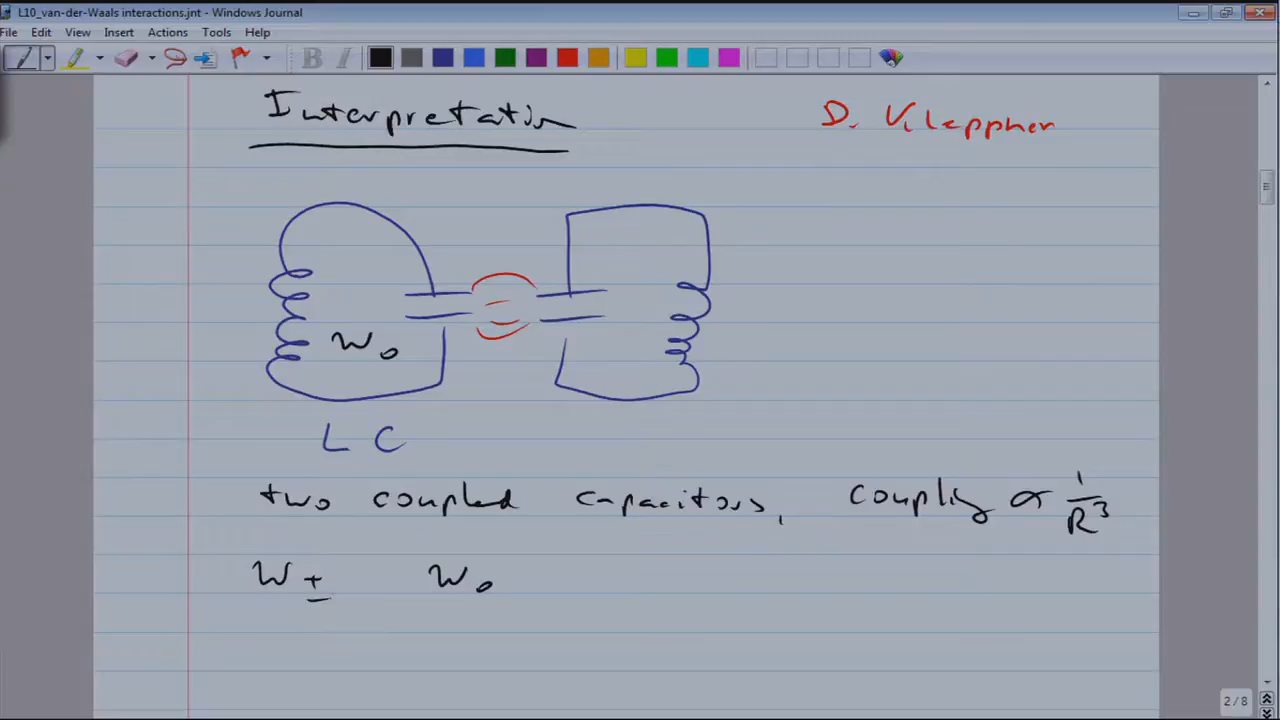 L10_van-der-Waals interactions.jnt - Windows Journal
File Edit View Insert Actions Tools Help
B I
Interpretation D. Kleppner
ω₀
L C
two coupled capacitors, coupling ∝ 1/R³
ω± ω₀
2 / 8